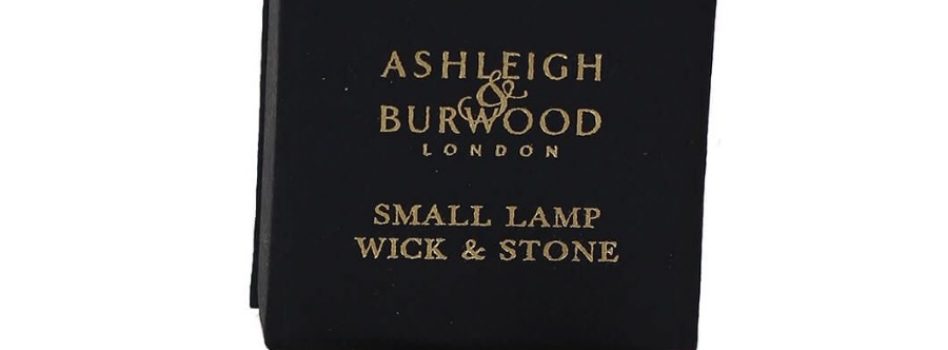 ASHLEIGH
&
BURWOOD
LONDON
SMALL LAMP
WICK & STONE